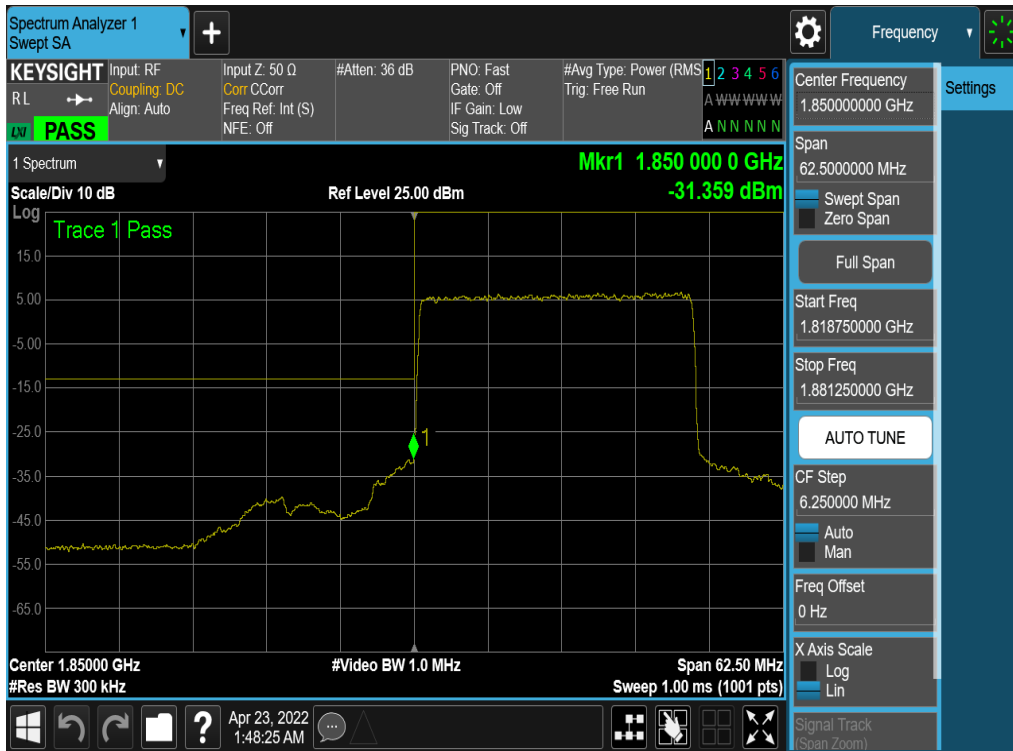 Spectrum Analyzer 1
Swept SA
+
Frequency
KEYSIGHT
R L
LXI
PASS
Input: RF
Coupling: DC
Align: Auto
Input Z: 50 Ω
Corr CCorr
Freq Ref: Int (S)
NFE: Off
#Atten: 36 dB
PNO: Fast
Gate: Off
IF Gain: Low
Sig Track: Off
#Avg Type: Power (RMS
Trig: Free Run
1 2 3 4 5 6
A W W W W W
A N N N N N
1 Spectrum
Mkr1 1.850 000 0 GHz
Scale/Div 10 dB
Ref Level 25.00 dBm
-31.359 dBm
Log
Trace 1 Pass
15.0
5.00
-5.00
-15.0
-25.0
1
-35.0
-45.0
-55.0
-65.0
Center 1.85000 GHz
#Video BW 1.0 MHz
Span 62.50 MHz
#Res BW 300 kHz
Sweep 1.00 ms (1001 pts)
Center Frequency
1.850000000 GHz
Settings
Span
62.5000000 MHz
Swept Span
Zero Span
Full Span
Start Freq
1.818750000 GHz
Stop Freq
1.881250000 GHz
AUTO TUNE
CF Step
6.250000 MHz
Auto
Man
Freq Offset
0 Hz
X Axis Scale
Log
Lin
Signal Track
(Span Zoom)
?
Apr 23, 2022
1:48:25 AM